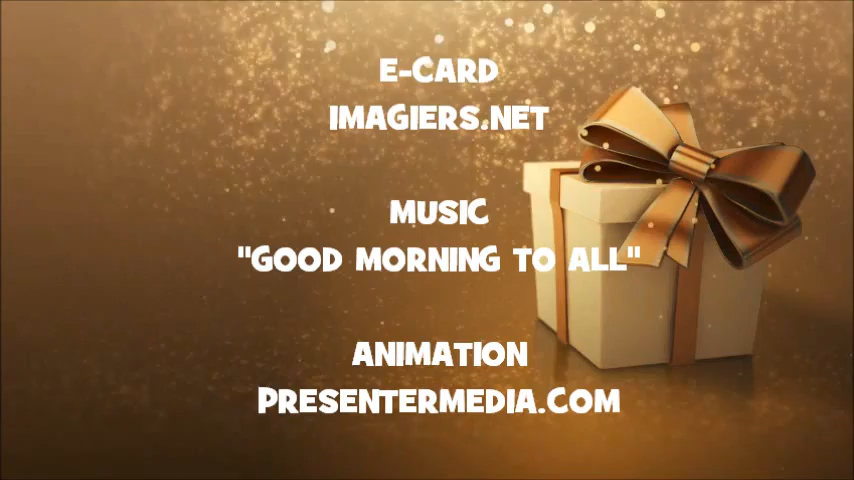 E-CARD
IMAGIERS.NET
MUSIC
"GOOD MORNING TO ALL"
ANIMATION
PRESENTERMEDIA.COM